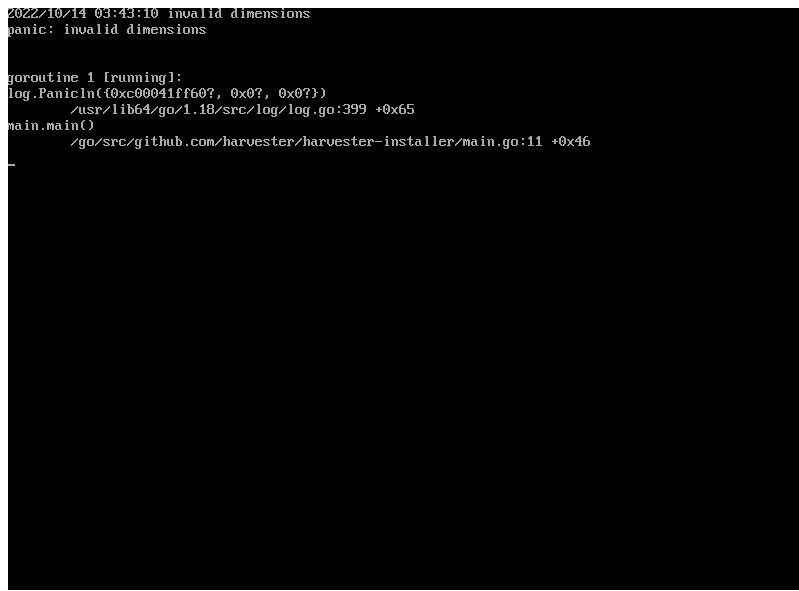 2022/10/14 03:43:10 invalid dimensions
panic: invalid dimensions
goroutine 1 [running]:
log.Panicln({0xc00041ff60?, 0x0?, 0x0?})
/usr/lib64/go/1.18/src/log/log.go:399 +0x65
main.main()
/go/src/github.com/harvester/harvester-installer/main.go:11 +0x46